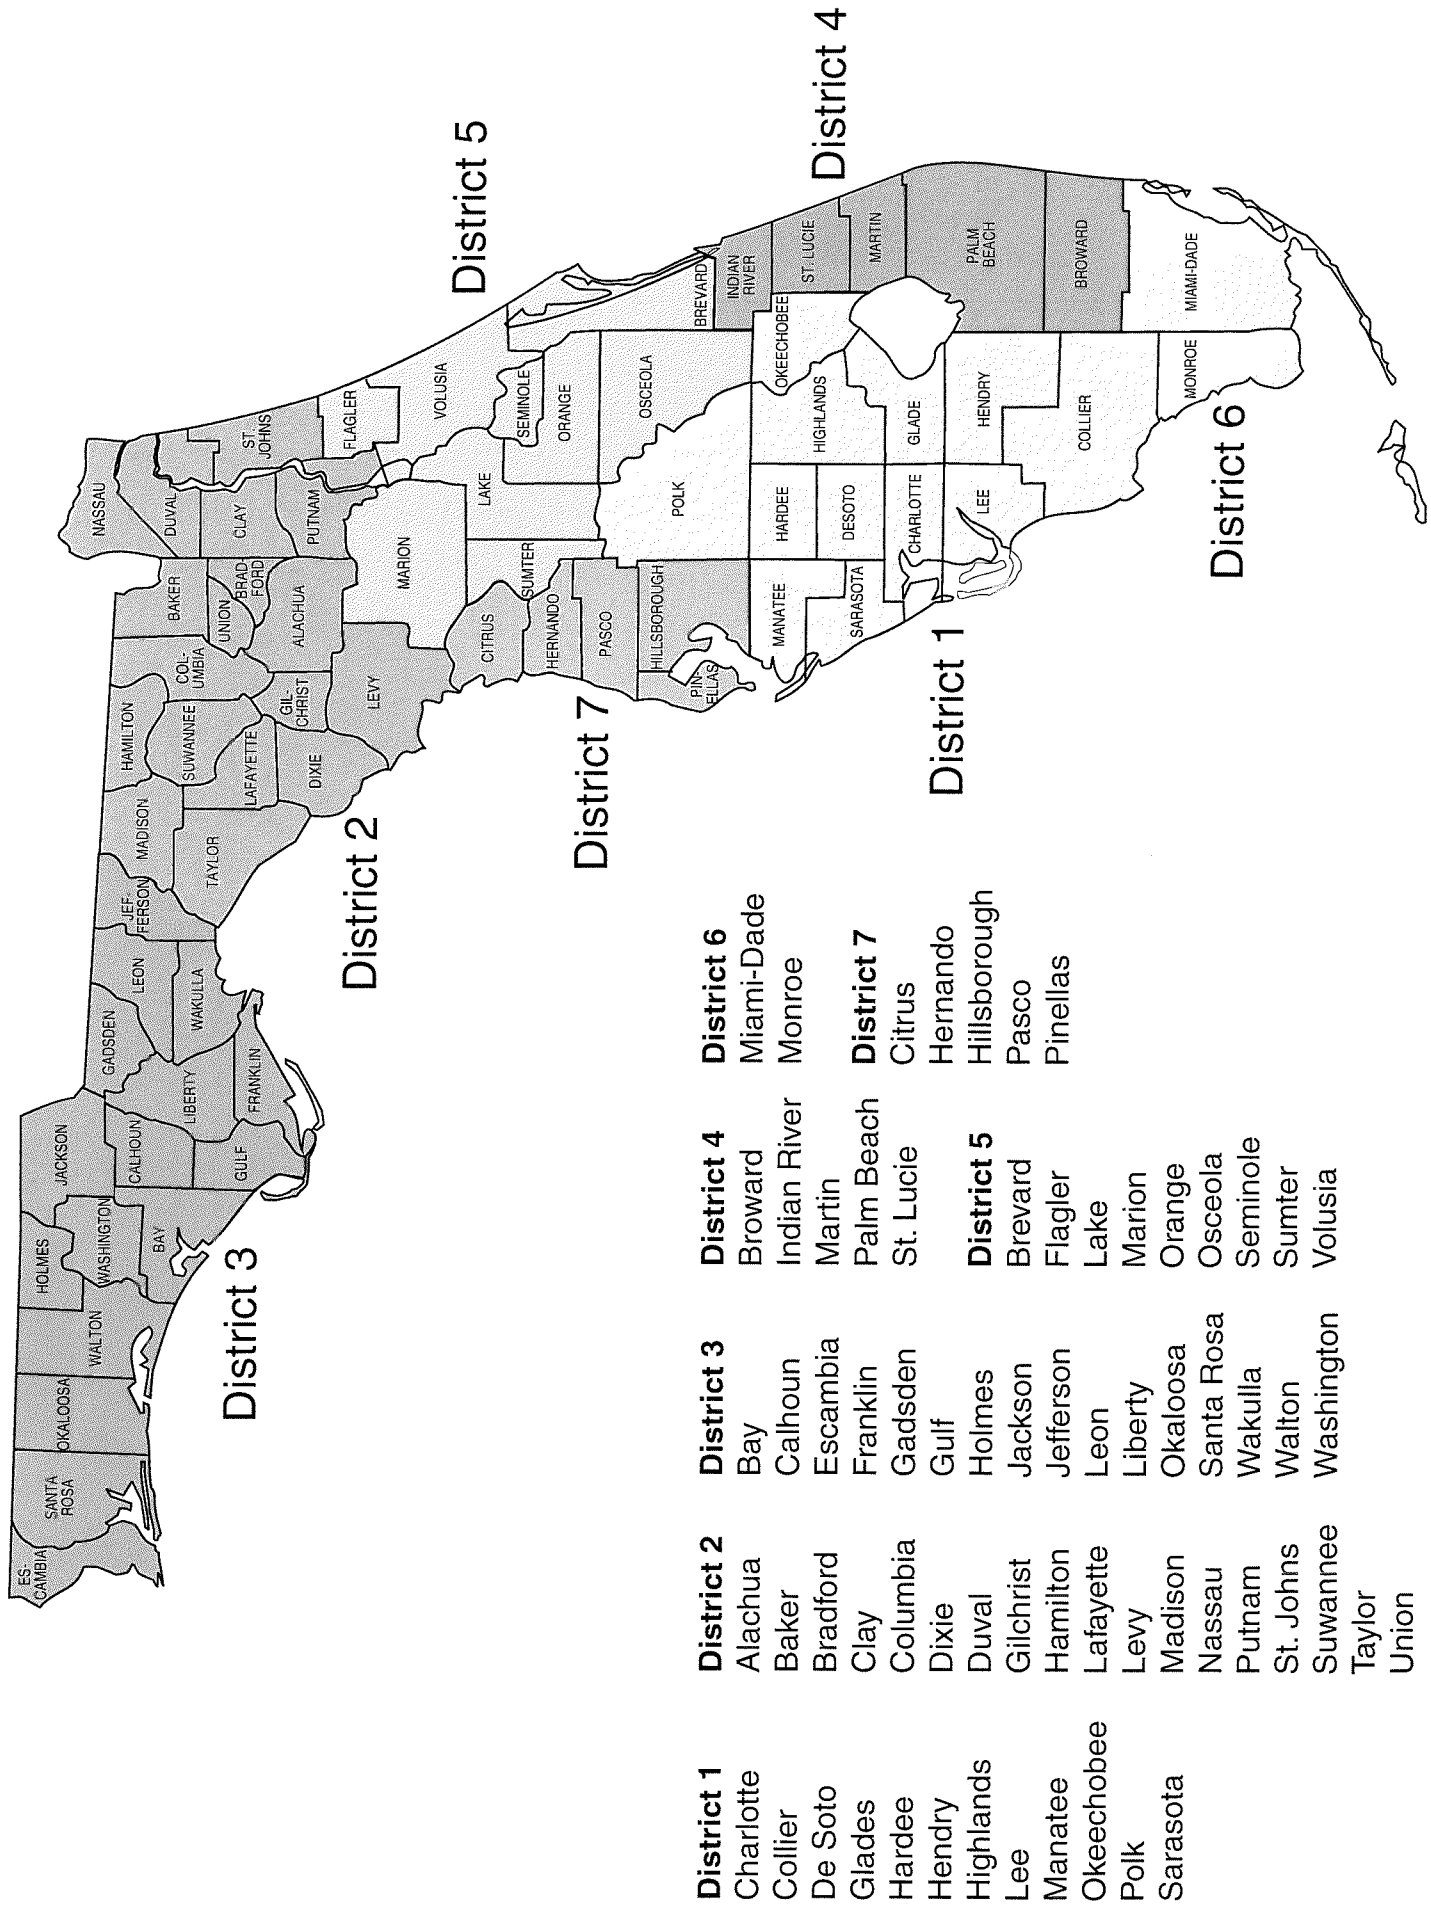 ES-
CAMBIA
SANTA
ROSA
OKALOOSA
WALTON
HOLMES
WASHINGTON
BAY
JACKSON
CALHOUN
GULF
LIBERTY
GADSDEN
FRANKLIN
LEON
WAKULLA
JEF-
FERSON
MADISON
TAYLOR
HAMILTON
SUWANNEE
LAFAYETTE
DIXIE
COL-
UMBIA
GIL-
CHRIST
LEVY
BAKER
UNION
BRAD-
FORD
ALACHUA
NASSAU
DUVAL
CLAY
PUTNAM
ST.
JOHNS
FLAGLER
MARION
VOLUSIA
LAKE
SUMTER
CITRUS
HERNANDO
PASCO
HILLSBOROUGH
PIN-
ELLAS
SEMINOLE
ORANGE
OSCEOLA
BREVARD
POLK
INDIAN
RIVER
ST. LUCIE
MARTIN
OKEECHOBEE
HIGHLANDS
HARDEE
MANATEE
DESOTO
SARASOTA
CHARLOTTE
GLADE
PALM
BEACH
HENDRY
LEE
BROWARD
COLLIER
MIAMI-DADE
MONROE
District 3
District 2
District 5
District 7
District 4
District 1
District 6
District 1
Charlotte
Collier
De Soto
Glades
Hardee
Hendry
Highlands
Lee
Manatee
Okeechobee
Polk
Sarasota
District 2
Alachua
Baker
Bradford
Clay
Columbia
Dixie
Duval
Gilchrist
Hamilton
Lafayette
Levy
Madison
Nassau
Putnam
St. Johns
Suwannee
Taylor
Union
District 3
Bay
Calhoun
Escambia
Franklin
Gadsden
Gulf
Holmes
Jackson
Jefferson
Leon
Liberty
Okaloosa
Santa Rosa
Wakulla
Walton
Washington
District 4
Broward
Indian River
Martin
Palm Beach
St. Lucie
District 5
Brevard
Flagler
Lake
Marion
Orange
Osceola
Seminole
Sumter
Volusia
District 6
Miami-Dade
Monroe
District 7
Citrus
Hernando
Hillsborough
Pasco
Pinellas